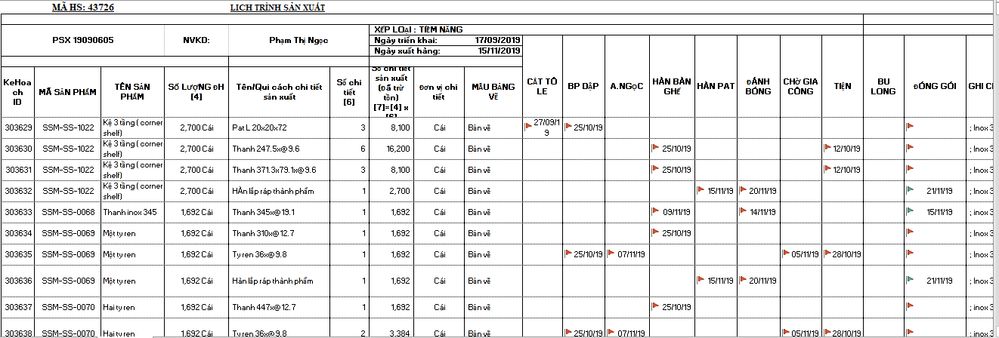 MÃ HS: 43726 LỊCH TRÌNH SẢN XUẤT
PSX 19090605 NVKD: Phạm Thị Ngọc XẾP LOẠI : TIỀM NĂNG
Ngày triển khai: 17/09/2019
Ngày xuất hàng: 15/11/2019
KeHoach ID MÃ SẢN PHẨM TÊN SẢN PHẨM SỐ LƯỢNG ĐH [4] Tên/Qui cách chi tiết sản xuất Số chi tiết [6] Số chi tiết sản xuất (Đã trừ tồn) [7]=[4] x [6] Đơn vị chi tiết MẪU BẢNG VẼ CẮT TÔ LE BP DẬP A.NGỌC HÀN BÀN GHẾ HÀN PAT ĐÁNH BÓNG CHỜ GIA CÔNG TIỆN BU LONG ĐÓNG GÓI GHI
303629 SSM-SS-1022 Kệ 3 tầng ( corner shelf) 2,700 Cái Pat L 20x20x72 3 8,100 Cái Bản vẽ 27/09/19 25/10/19 ; Inox 3
303630 SSM-SS-1022 Kệ 3 tầng ( corner shelf) 2,700 Cái Thanh 247.5x@9.6 6 16,200 Cái Bản vẽ 25/10/19 12/10/19 ; Inox 3
303631 SSM-SS-1022 Kệ 3 tầng ( corner shelf) 2,700 Cái Thanh 371.3x79.1x@9.6 3 8,100 Cái Bản vẽ 25/10/19 12/10/19 ; Inox 3
303632 SSM-SS-1022 Kệ 3 tầng ( corner shelf) 2,700 Cái HÀn lắp ráp thành phẩm 1 2,700 Cái Bản vẽ 15/11/19 20/11/19 21/11/19 ; Inox 3
303633 SSM-SS-0068 Thanh inox 345 1,692 Cái Thanh 345x@19.1 1 1,692 Cái Bản vẽ 09/11/19 14/11/19 15/11/19 ; inox 3
303634 SSM-SS-0069 Một ty ren 1,692 Cái Thanh 310x@12.7 1 1,692 Cái Bản vẽ 25/10/19 ; Inox 3
303635 SSM-SS-0069 Một ty ren 1,692 Cái Ty ren 36x@9.8 1 1,692 Cái Bản vẽ 25/10/19 07/11/19 05/11/19 28/10/19 ; Inox 3
303636 SSM-SS-0069 Một ty ren 1,692 Cái Hàn lắp ráp thành phẩm 1 1,692 Cái Bản vẽ 15/11/19 20/11/19 21/11/19 ; Inox 3
303637 SSM-SS-0070 Hai ty ren 1,692 Cái Thanh 447x@12.7 1 1,692 Cái Bản vẽ 25/10/19 ; inox 3
303638 SSM-SS-0070 Hai ty ren 1,692 Cái Ty ren 36x@9.8 2 3,384 Cái Bản vẽ 25/10/19 07/11/19 05/11/19 28/10/19 ; Inox 3